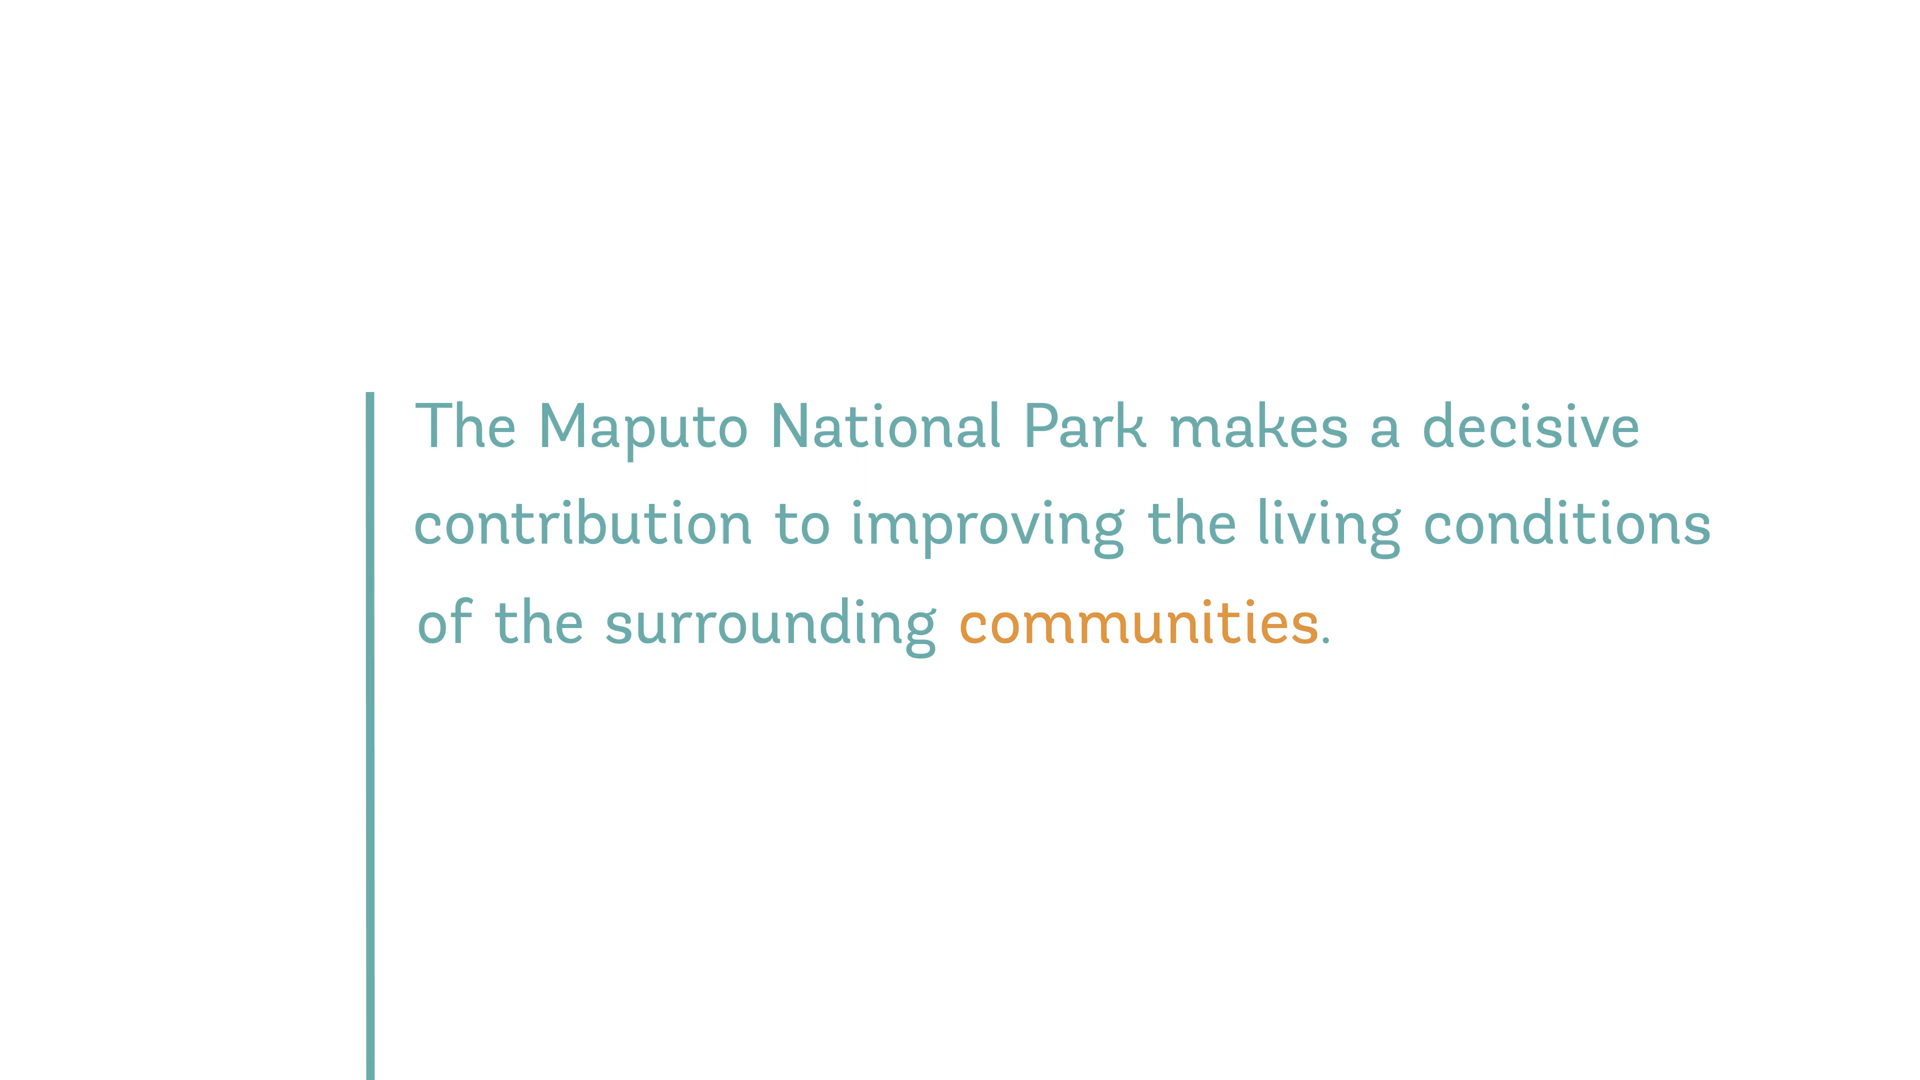 The Maputo National Park makes a decisive
contribution to improving the living conditions
of the surrounding communities.